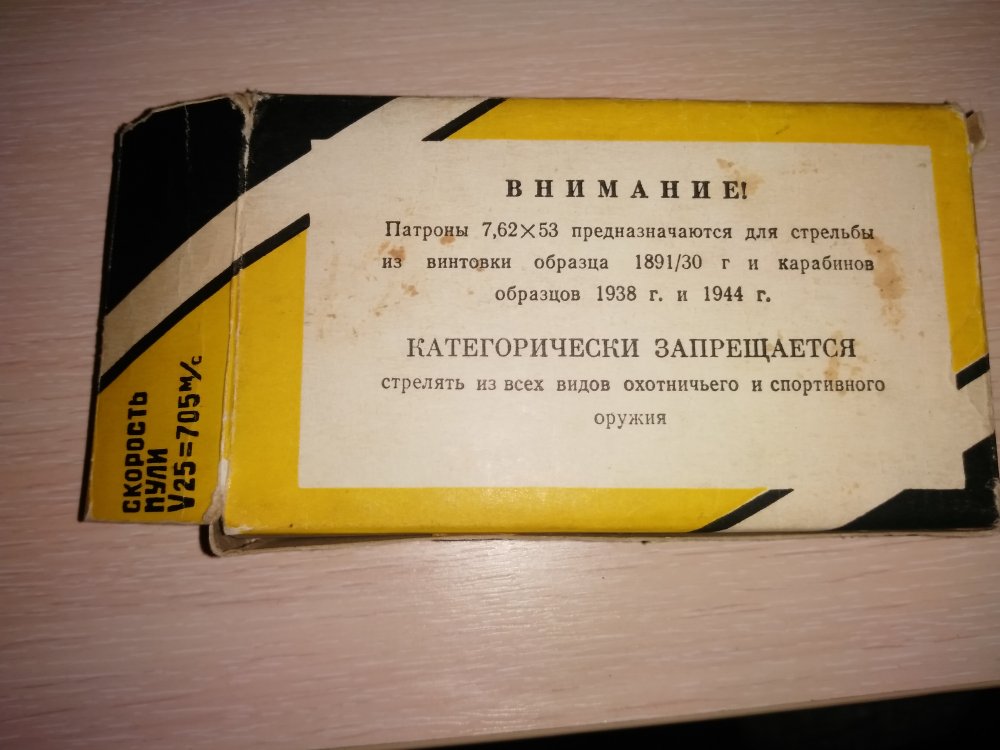 ВНИМАНИЕ!
Патроны 7,62×53 предназначаются для стрельбы
из винтовки образца 1891/30 г и карабинов
образцов 1938 г. и 1944 г.
КАТЕГОРИЧЕСКИ ЗАПРЕЩАЕТСЯ
стрелять из всех видов охотничьего и спортивного
оружия
СКОРОСТЬ
ПУЛИ
V25=705м/с